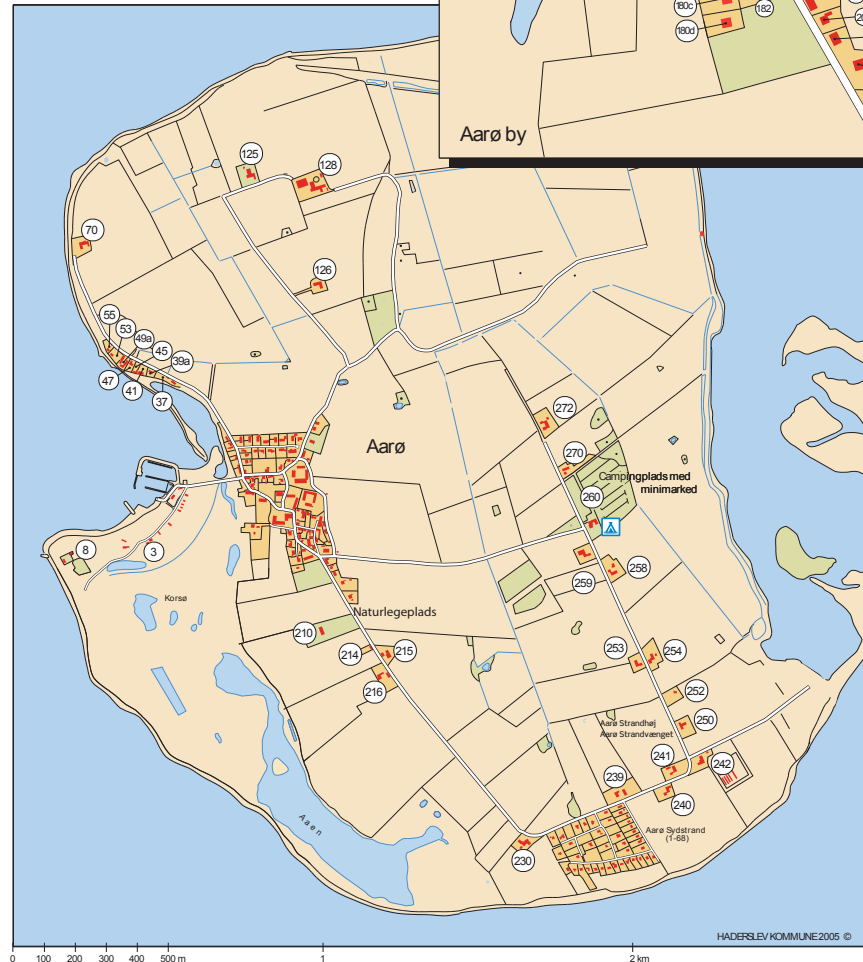 180c
182
180d
Aarø by
125
128
70
126
55
53
49a
45
39a
47
41
37
272
Aarø
270
Campingplads med
minimarked
260
8
3
258
259
Korsø
Naturlegeplads
210
215
214
253
254
216
252
Aarø Strandhøj
Aarø Strandvænget
250
241
242
239
240
Aaen
Aarø Sydstrand
(1-68)
230
HADERSLEV KOMMUNE 2005 ©
0 100 200 300 400 500 m 1 2 km